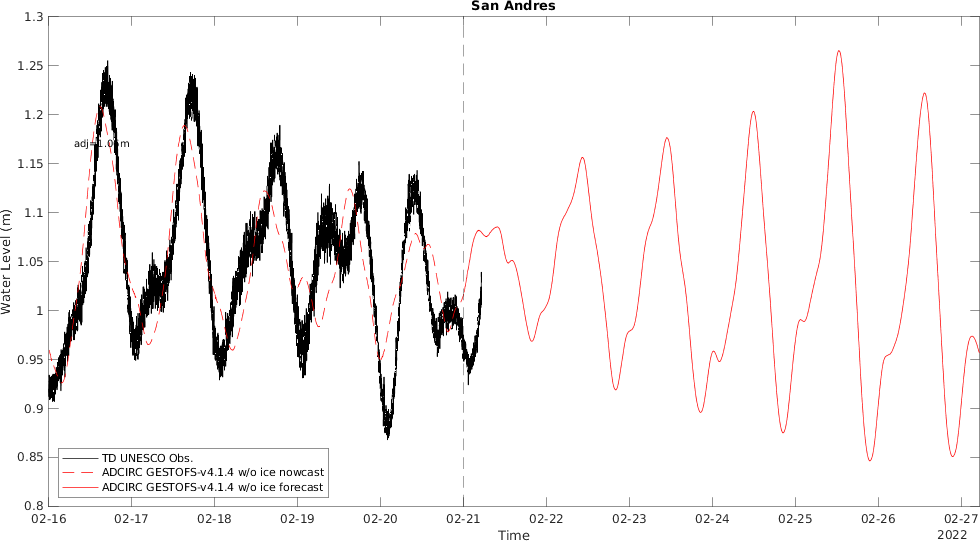 San Andres
1.3
1.25
1.2
1.15
1.1
1.05
1
0.95
0.9
0.85
0.8
Water Level (m)
adj=1.05m
TD UNESCO Obs.
ADCIRC GESTOFS-v4.1.4 w/o ice nowcast
ADCIRC GESTOFS-v4.1.4 w/o ice forecast
02-16 02-17 02-18 02-19 02-20 02-21 02-22 02-23 02-24 02-25 02-26 02-27
Time
2022